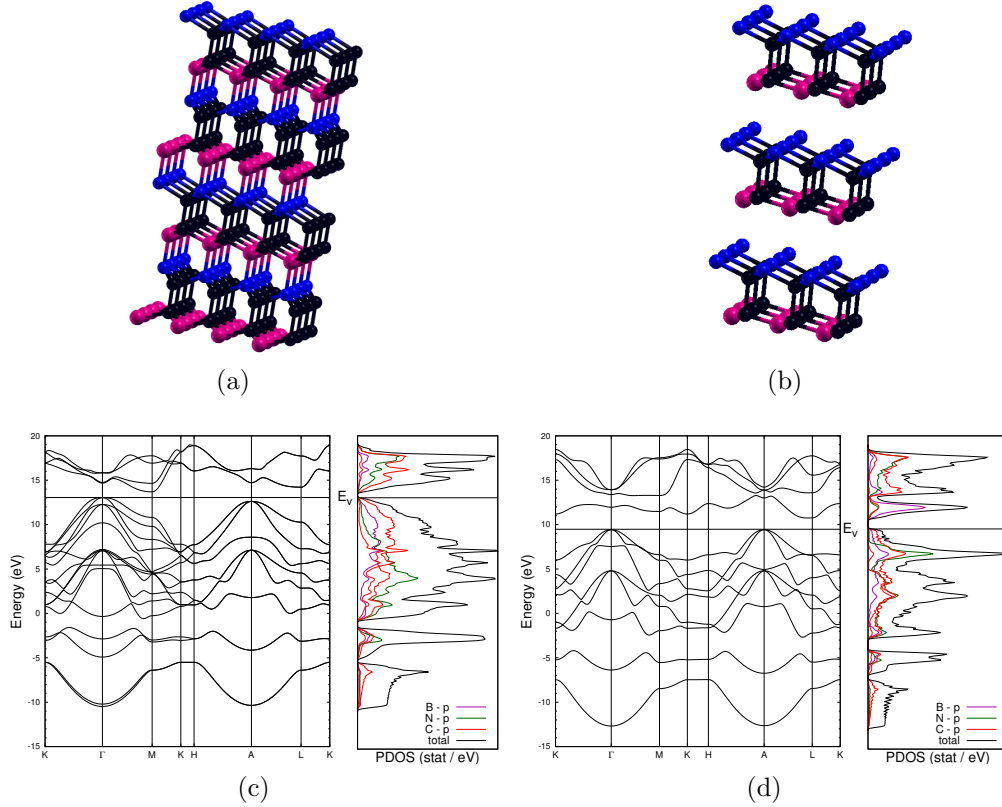 (a)
(b)
20
15
10
5
0
-5
-10
-15
Energy (eV)
K Γ M K H A L K
E_v
B - p
N - p
C - p
total
PDOS (stat / eV)
(c)
20
15
10
5
0
-5
-10
-15
Energy (eV)
K Γ M K H A L K
E_v
B - p
N - p
C - p
total
PDOS (stat / eV)
(d)